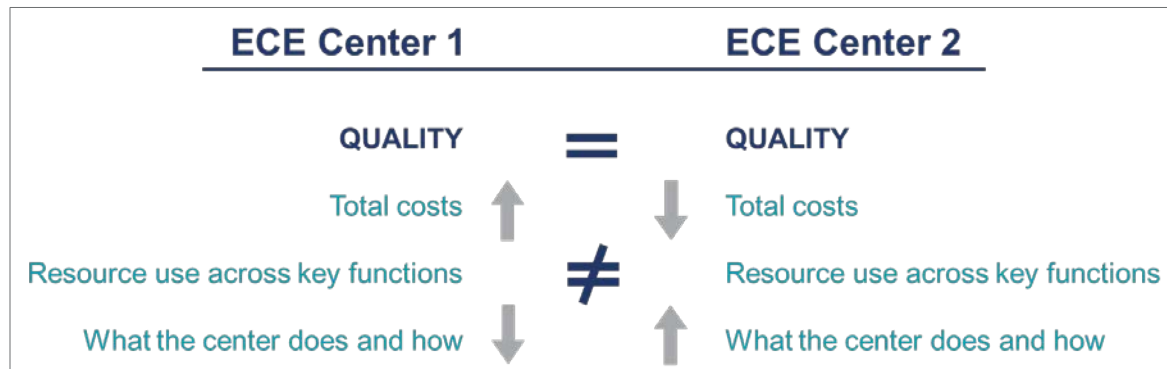 ECE Center 1 ECE Center 2
QUALITY = QUALITY
Total costs Total costs
Resource use across key functions ≠ Resource use across key functions
What the center does and how What the center does and how